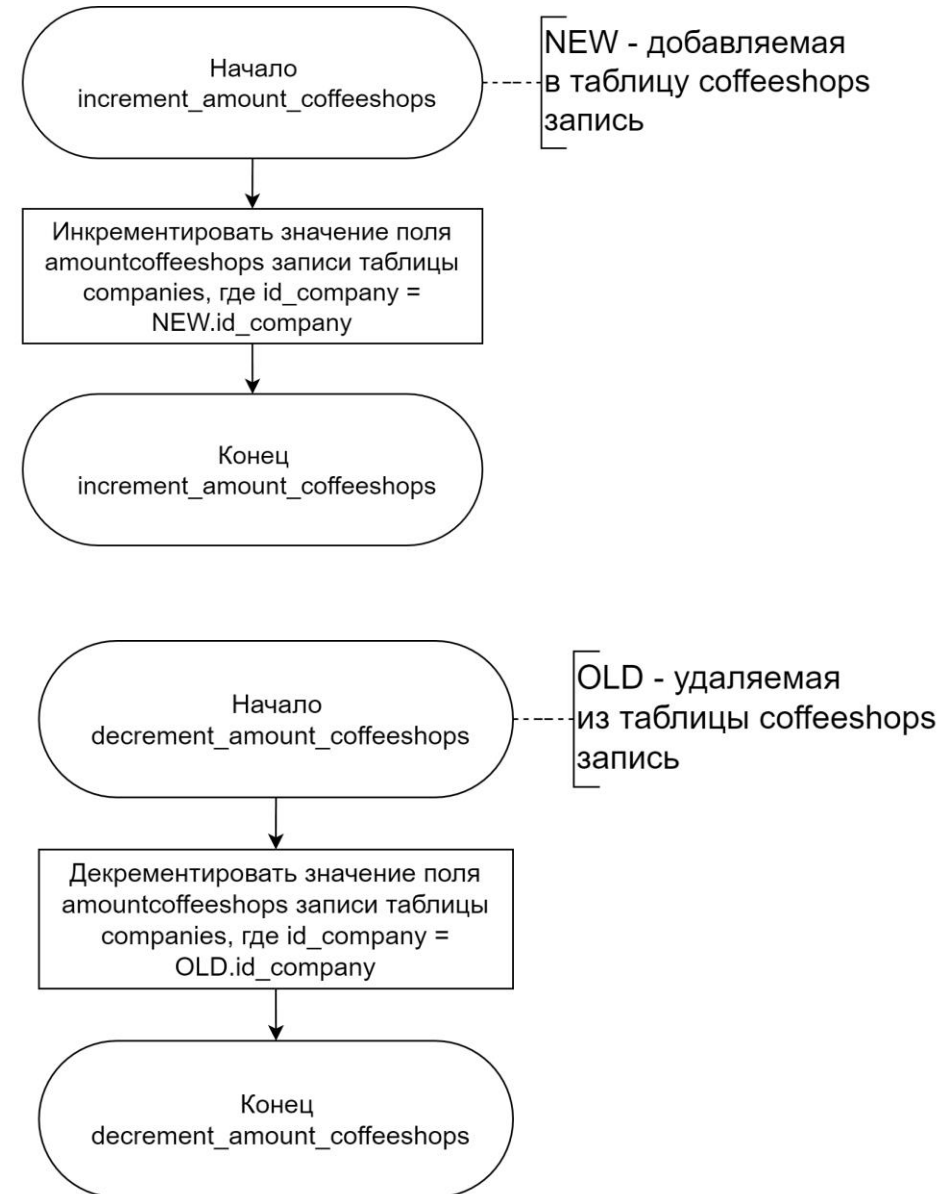 Начало
increment_amount_coffeeshops
NEW - добавляемая
в таблицу coffeeshops
запись
Инкрементировать значение поля
amountcoffeeshops записи таблицы
companies, где id_company =
NEW.id_company
Конец
increment_amount_coffeeshops
Начало
decrement_amount_coffeeshops
OLD - удаляемая
из таблицы coffeeshops
запись
Декрементировать значение поля
amountcoffeeshops записи таблицы
companies, где id_company =
OLD.id_company
Конец
decrement_amount_coffeeshops